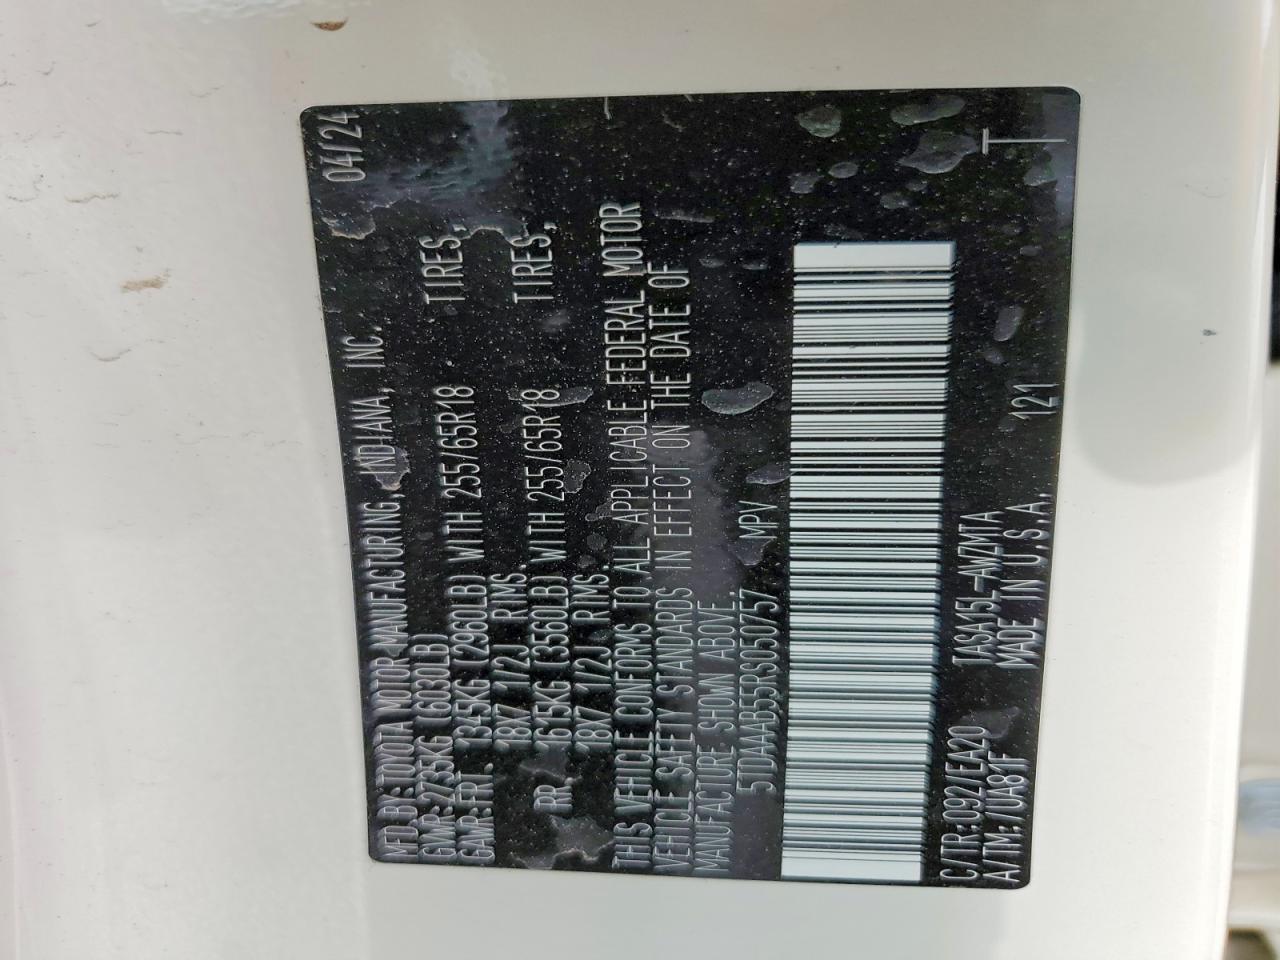 MFD BY:TOYOTA MOTOR MANUFACTURING, INDIANA, INC. 04/24
GVWR:2735KG (6030LB)
GAWR:FRT. 1345KG (2960LB) WITH 255/65R18 TIRES,
18X7 1/2J RIMS.
RR. 1615KG (3560LB) WITH 255/65R18 TIRES,
18X7 1/2J RIMS.
THIS VEHICLE CONFORMS TO ALL APPLICABLE FEDERAL MOTOR
VEHICLE SAFETY STANDARDS IN EFFECT ON THE DATE OF
MANUFACTURE SHOWN ABOVE.
5TDAAAB55RS050757 MPV
C/TR:092/EA20 TASA15L-AWZMTA
A/TM:/UA81F MADE IN U.S.A. 121